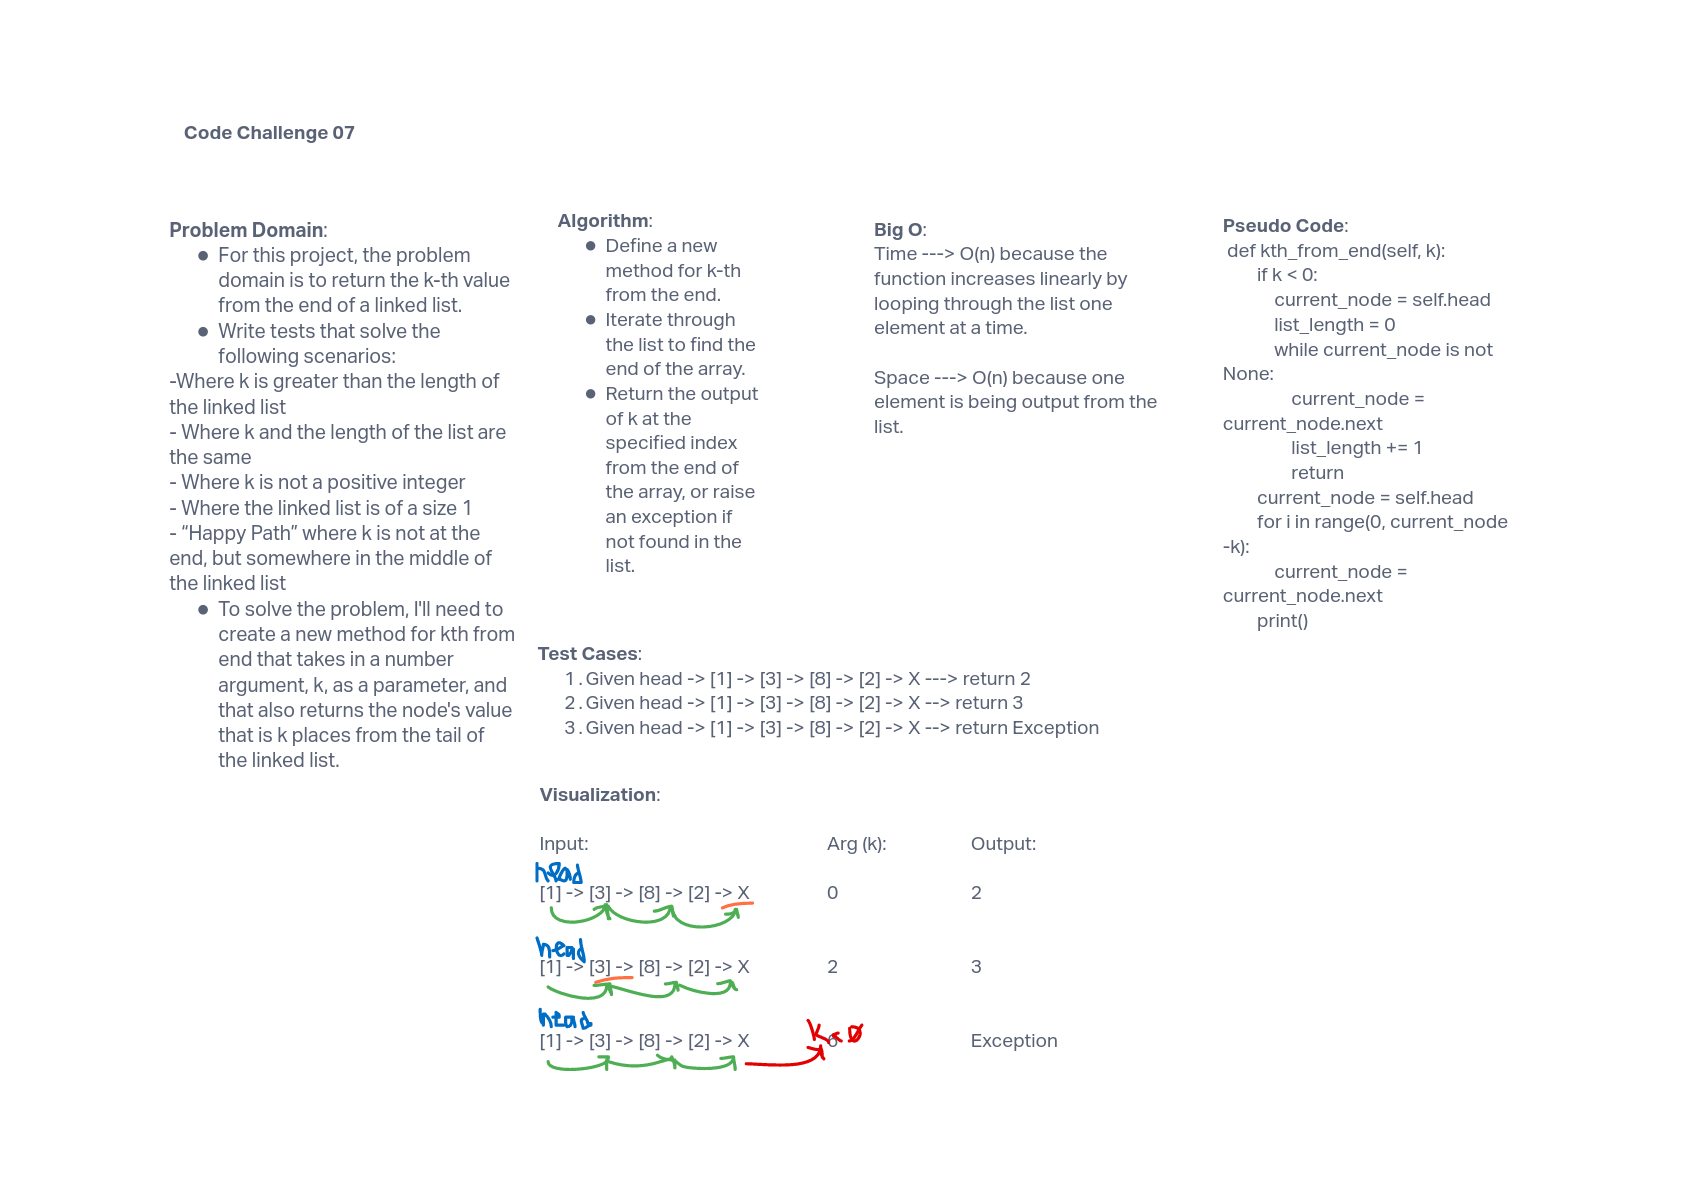 Code Challenge 07
Problem Domain:
● For this project, the problem
domain is to return the k-th value
from the end of a linked list.
● Write tests that solve the
following scenarios:
-Where k is greater than the length of
the linked list
- Where k and the length of the list are
the same
- Where k is not a positive integer
- Where the linked list is of a size 1
- “Happy Path” where k is not at the
end, but somewhere in the middle of
the linked list
● To solve the problem, I'll need to
create a new method for kth from
end that takes in a number
argument, k, as a parameter, and
that also returns the node's value
that is k places from the tail of
the linked list.
Algorithm:
● Define a new
method for k-th
from the end.
● Iterate through
the list to find the
end of the array.
● Return the output
of k at the
specified index
from the end of
the array, or raise
an exception if
not found in the
list.
Big O:
Time ---> O(n) because the
function increases linearly by
looping through the list one
element at a time.
Space ---> O(n) because one
element is being output from the
list.
Pseudo Code:
def kth_from_end(self, k):
if k < 0:
current_node = self.head
list_length = 0
while current_node is not
None:
current_node =
current_node.next
list_length += 1
return
current_node = self.head
for i in range(0, current_node
-k):
current_node =
current_node.next
print()
Test Cases:
1. Given head -> [1] -> [3] -> [8] -> [2] -> X ---> return 2
2. Given head -> [1] -> [3] -> [8] -> [2] -> X --> return 3
3. Given head -> [1] -> [3] -> [8] -> [2] -> X --> return Exception
Visualization:
Input: Arg (k): Output:
head
[1] -> [3] -> [8] -> [2] -> X 0 2
head
[1] -> [3] -> [8] -> [2] -> X 2 3
head
K < 0
[1] -> [3] -> [8] -> [2] -> X 6 Exception